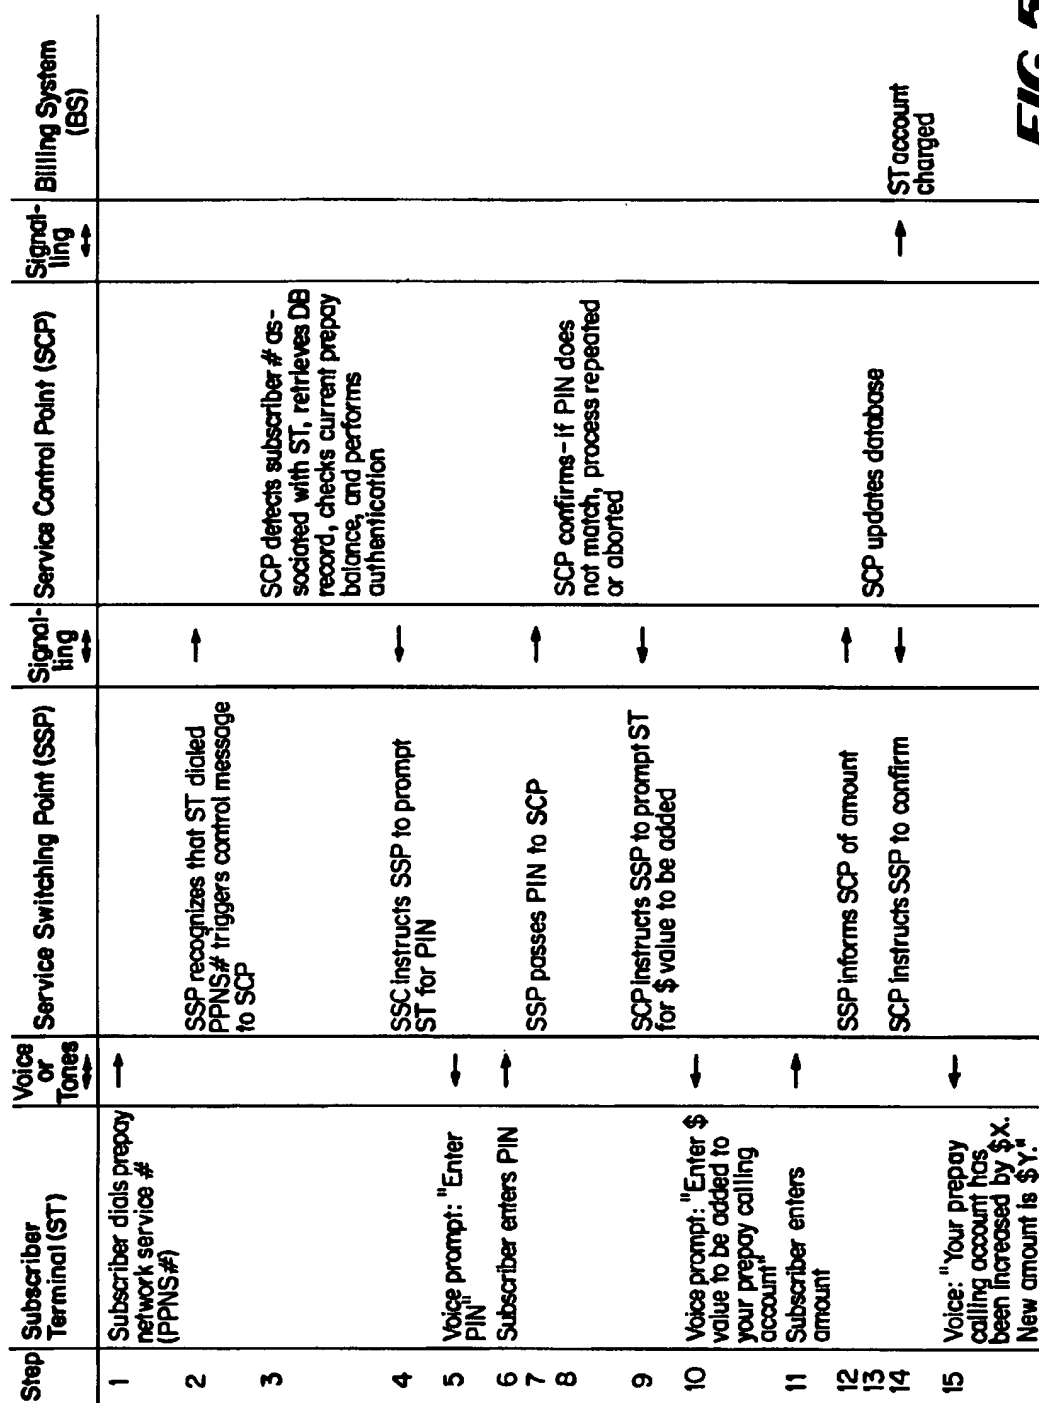 Step
Subscriber
Terminal (ST)
Voice
or
Tones
Service Switching Point (SSP)
Signal-
ling
Service Control Point (SCP)
Signal-
ling
Billing System
(BS)
1
Subscriber dials prepay
network service #
(PPNS#)
2
SSP recognizes that ST dialed
PPNS# triggers control message
to SCP
3
SCP detects subscriber # as-
sociated with ST, retrieves DB
record, checks current prepay
balance, and performs
authentication
4
SSC instructs SSP to prompt
ST for PIN
5
Voice prompt: "Enter
PIN"
6
Subscriber enters PIN
7
SSP passes PIN to SCP
8
SCP confirms-if PIN does
not match, process repeated
or aborted
9
SCP instructs SSP to prompt ST
for $ value to be added
10
Voice prompt: "Enter $
value to be added to
your prepay calling
account"
11
Subscriber enters
amount
12
SSP informs SCP of amount
13
SCP updates database
14
SCP instructs SSP to confirm
ST account
charged
15
Voice: "Your prepay
calling account has
been increased by $X.
New amount is $Y."
FIG. 5